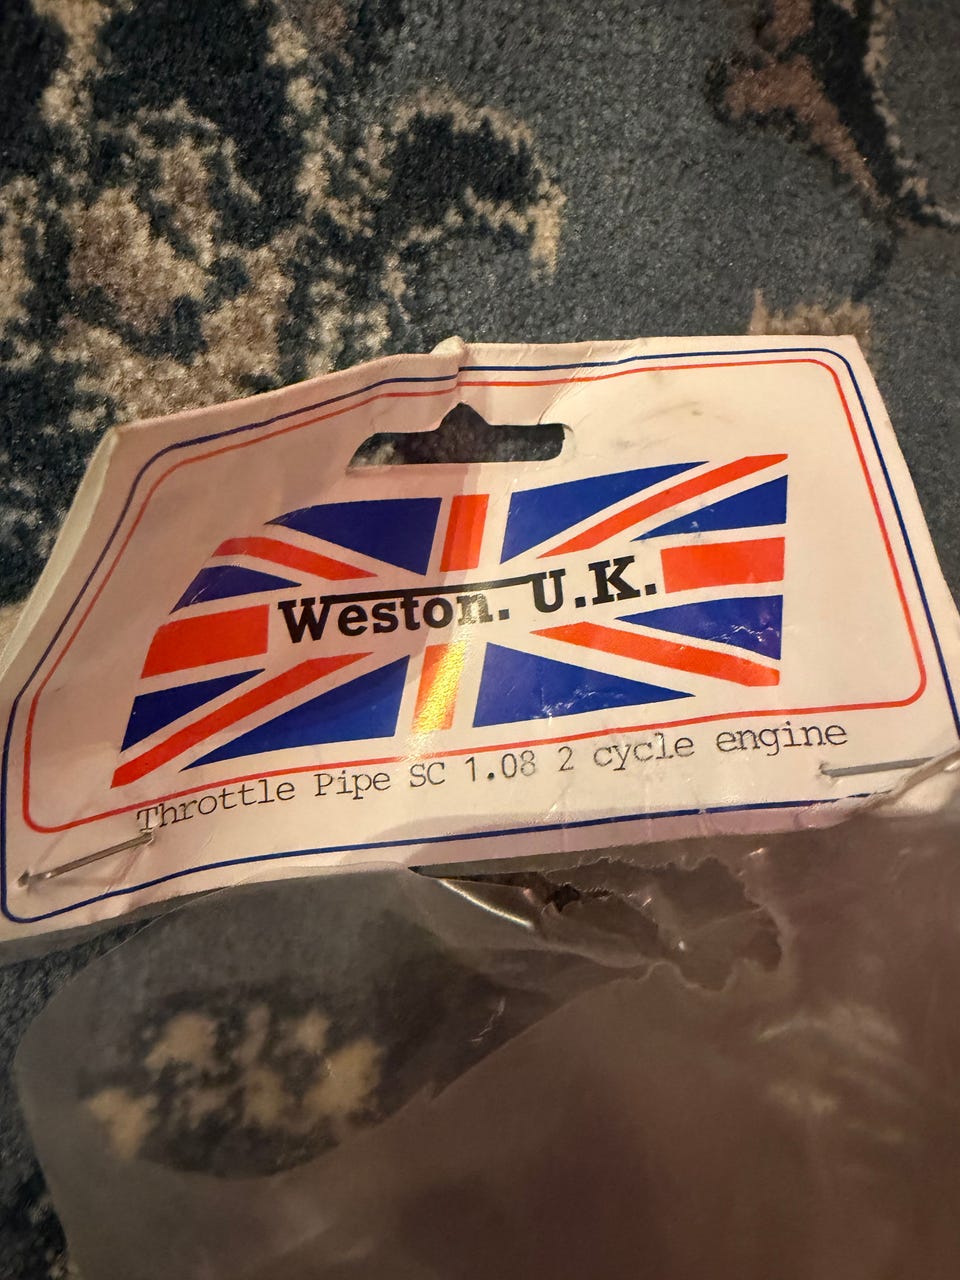 Weston. U.K.
Throttle Pipe SC 1.08 2 cycle engine